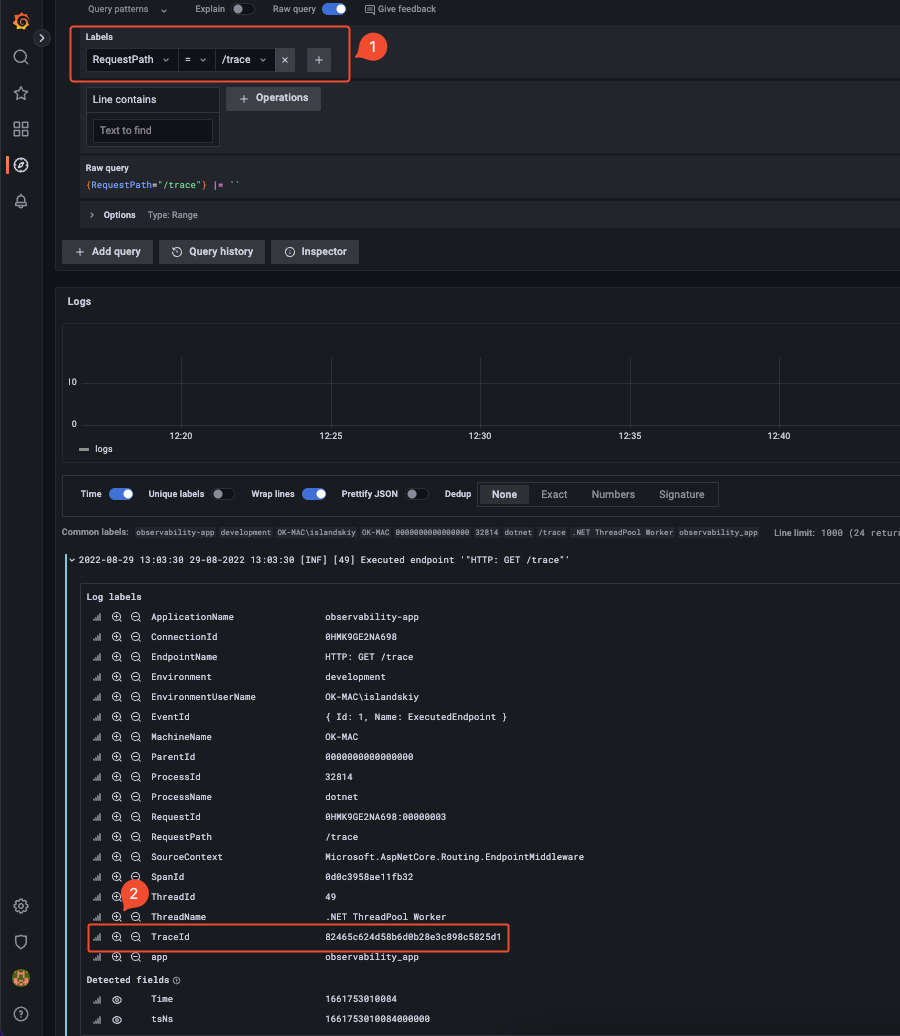 Query patterns Explain Raw query Give feedback
Labels
RequestPath = /trace × +
1
Line contains + Operations
Text to find
Raw query
{RequestPath="/trace"} |= ``
Options Type: Range
+ Add query Query history Inspector
Logs
10
0
12:20 12:25 12:30 12:35 12:40
logs
Time Unique labels Wrap lines Prettify JSON Dedup None Exact Numbers Signature
Common labels: observability-app development OK-MAC\islandskiy OK-MAC 0000000000000000 32814 dotnet /trace .NET ThreadPool Worker observability_app Line limit: 1000 (24 retur
2022-08-29 13:03:30 29-08-2022 13:03:30 [INF] [49] Executed endpoint '"HTTP: GET /trace"'
Log labels
ApplicationName observability-app
ConnectionId 0HMK9GE2NA698
EndpointName HTTP: GET /trace
Environment development
EnvironmentUserName OK-MAC\islandskiy
EventId { Id: 1, Name: ExecutedEndpoint }
MachineName OK-MAC
ParentId 0000000000000000
ProcessId 32814
ProcessName dotnet
RequestId 0HMK9GE2NA698:00000003
RequestPath /trace
SourceContext Microsoft.AspNetCore.Routing.EndpointMiddleware
SpanId 0d0c3958ae11fb32
2
ThreadId 49
ThreadName .NET ThreadPool Worker
TraceId 82465c624d58b6d0b28e3c898c5825d1
app observability_app
Detected fields
Time 1661753010084
tsNs 1661753010084000000